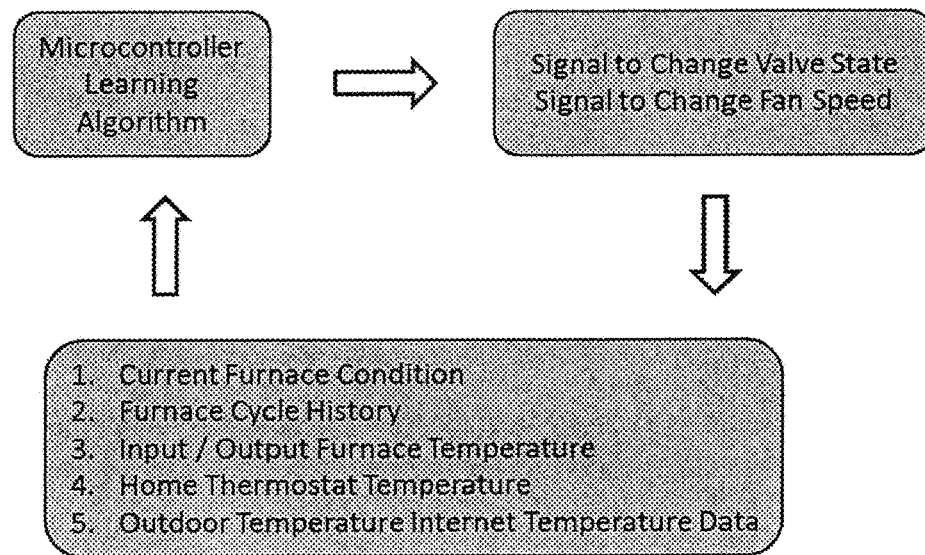 Microcontroller
Learning
Algorithm
Signal to Change Valve State
Signal to Change Fan Speed
1. Current Furnace Condition
2. Furnace Cycle History
3. Input / Output Furnace Temperature
4. Home Thermostat Temperature
5. Outdoor Temperature Internet Temperature Data